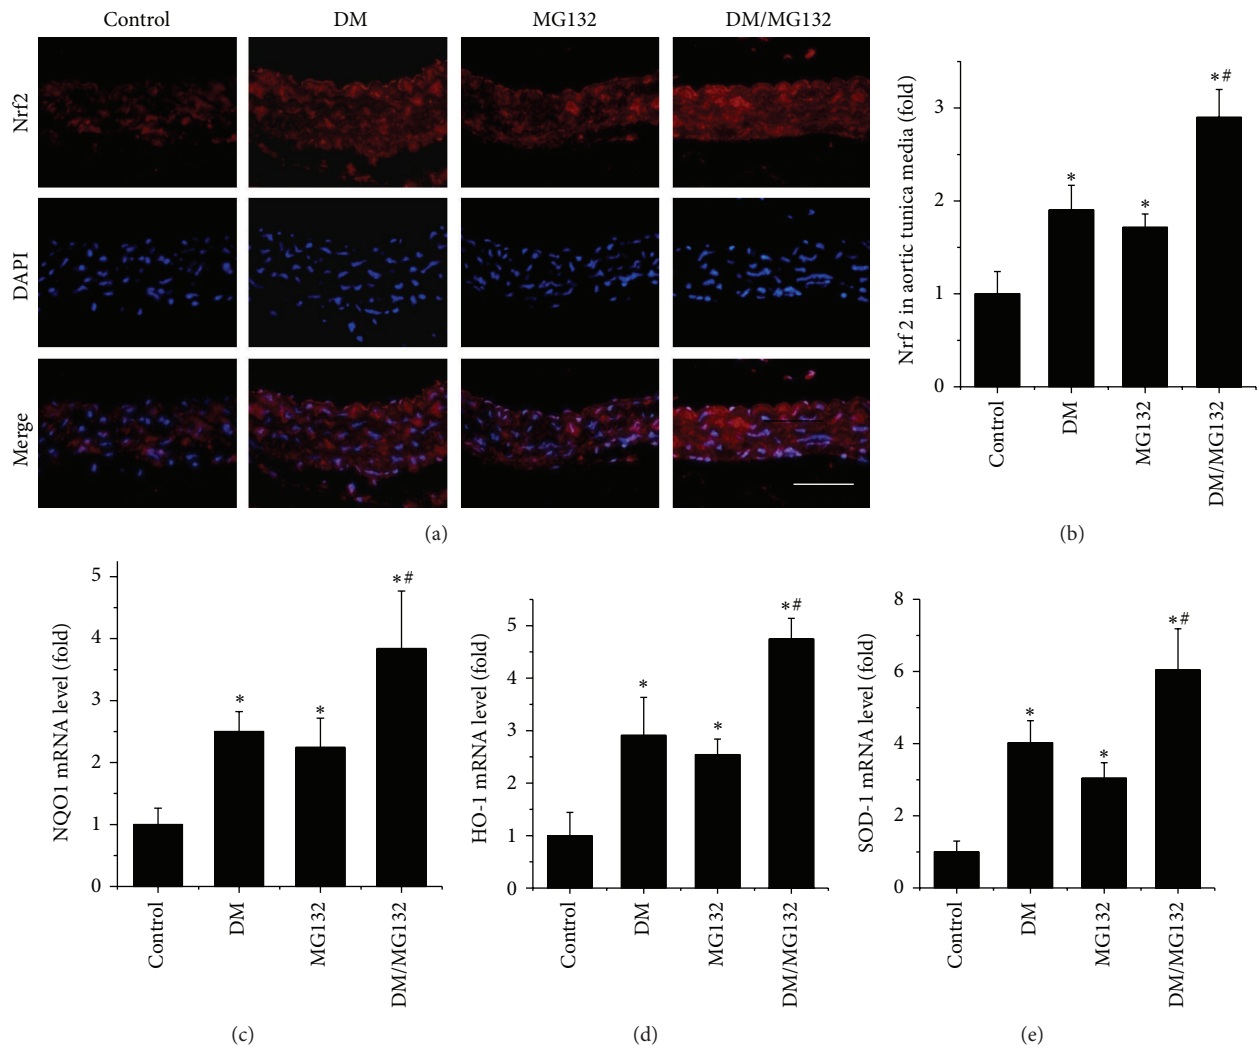 Control DM MG132 DM/MG132
Nrf2
DAPI
Merge
(a)
Nrf 2 in aortic tunica media (fold)
3
2
1
0
*
*
*#
Control
DM
MG132
DM/MG132
(b)
NQO1 mRNA level (fold)
5
4
3
2
1
0
*
*
*#
Control
DM
MG132
DM/MG132
(c)
HO-1 mRNA level (fold)
5
4
3
2
1
0
*
*
*#
Control
DM
MG132
DM/MG132
(d)
SOD-1 mRNA level (fold)
8
6
4
2
0
*
*
*#
Control
DM
MG132
DM/MG132
(e)